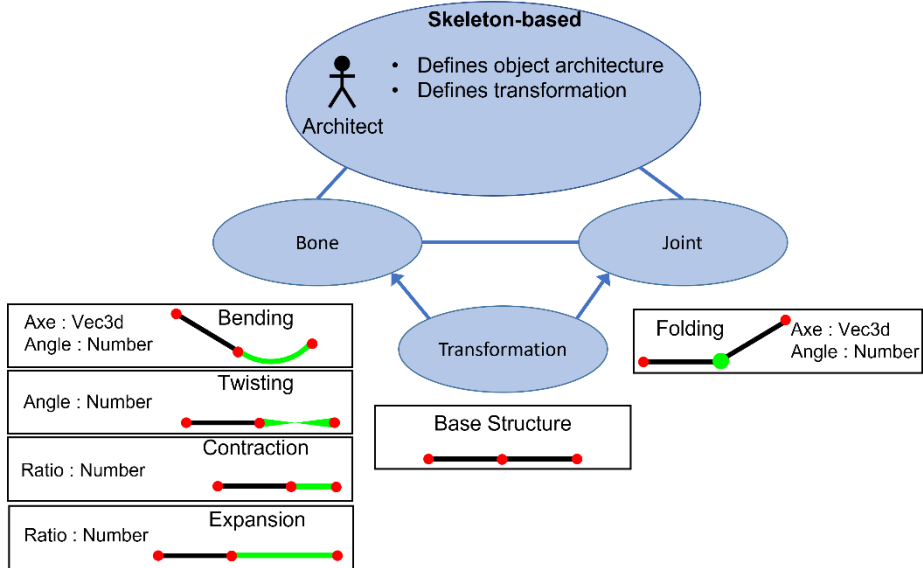 Skeleton-based
• Defines object architecture
• Defines transformation
Architect
Bone
Joint
Transformation
Bending
Axe : Vec3d
Angle : Number
Twisting
Angle : Number
Contraction
Ratio : Number
Expansion
Ratio : Number
Base Structure
Folding
Axe : Vec3d
Angle : Number